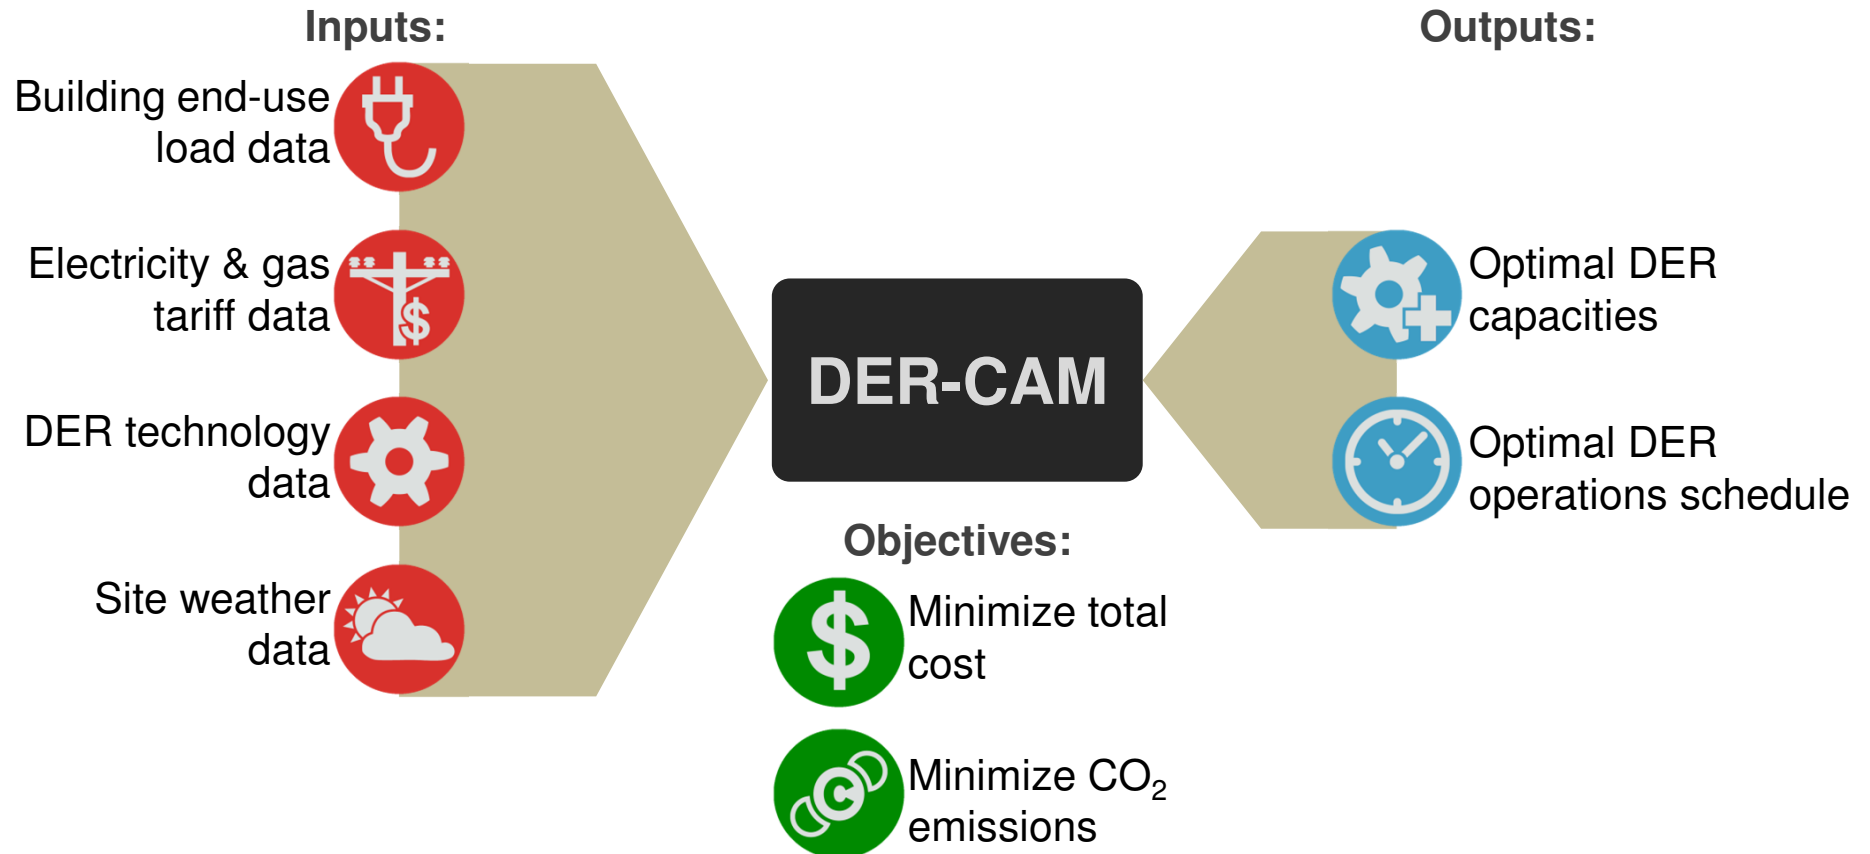 Inputs:
Building end-use
load data
Electricity & gas
tariff data
$
DER technology
data
Site weather
data
DER-CAM
Objectives:
$
Minimize total
cost
C
Minimize CO₂
emissions
Outputs:
Optimal DER
capacities
Optimal DER
operations schedule